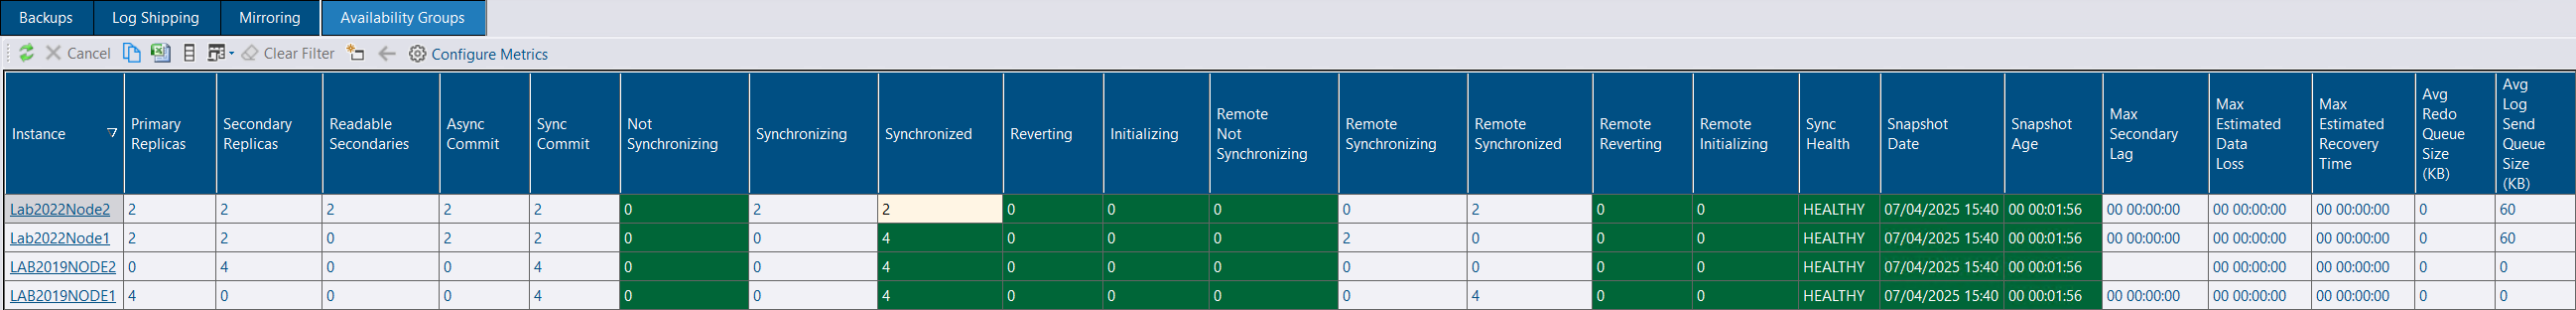 Backups Log Shipping Mirroring Availability Groups
Cancel Clear Filter Configure Metrics
Instance Primary Replicas Secondary Replicas Readable Secondaries Async Commit Sync Commit Not Synchronizing Synchronizing Synchronized Reverting Initializing Remote Not Synchronizing Remote Synchronizing Remote Synchronized Remote Reverting Remote Initializing Sync Health Snapshot Date Snapshot Age Max Secondary Lag Max Estimated Data Loss Max Estimated Recovery Time Avg Redo Queue Size (KB) Avg Log Send Queue Size (KB)
Lab2022Node2 2 2 2 2 2 0 2 2 0 0 0 0 2 0 0 HEALTHY 07/04/2025 15:40 00 00:01:56 00 00:00:00 00 00:00:00 00 00:00:00 0 60
Lab2022Node1 2 2 0 2 2 0 0 4 0 0 0 2 0 0 0 HEALTHY 07/04/2025 15:40 00 00:01:56 00 00:00:00 00 00:00:00 00 00:00:00 0 60
LAB2019NODE2 0 4 0 0 4 0 0 4 0 0 0 0 0 0 0 HEALTHY 07/04/2025 15:40 00 00:01:56 00 00:00:00 00 00:00:00 0 0
LAB2019NODE1 4 0 0 0 4 0 0 4 0 0 0 0 4 0 0 HEALTHY 07/04/2025 15:40 00 00:01:56 00 00:00:00 00 00:00:00 00 00:00:00 0 0